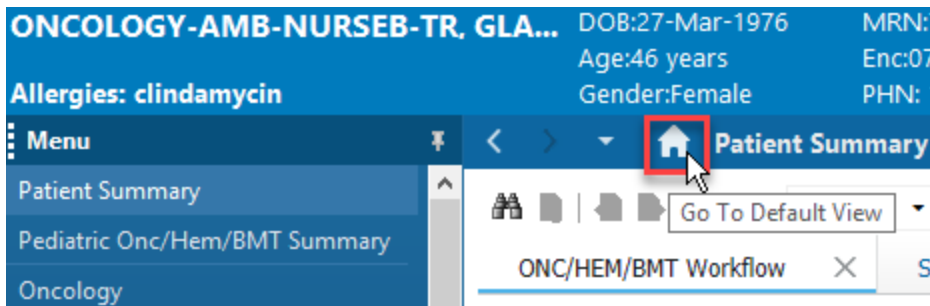 ONCOLOGY-AMB-NURSEB-TR, GLA... DOB:27-Mar-1976 MRN:
Age:46 years Enc:07
Allergies: clindamycin Gender:Female PHN:
Menu Patient Summary
Patient Summary
Go To Default View
Pediatric Onc/Hem/BMT Summary
ONC/HEM/BMT Workflow S
Oncology